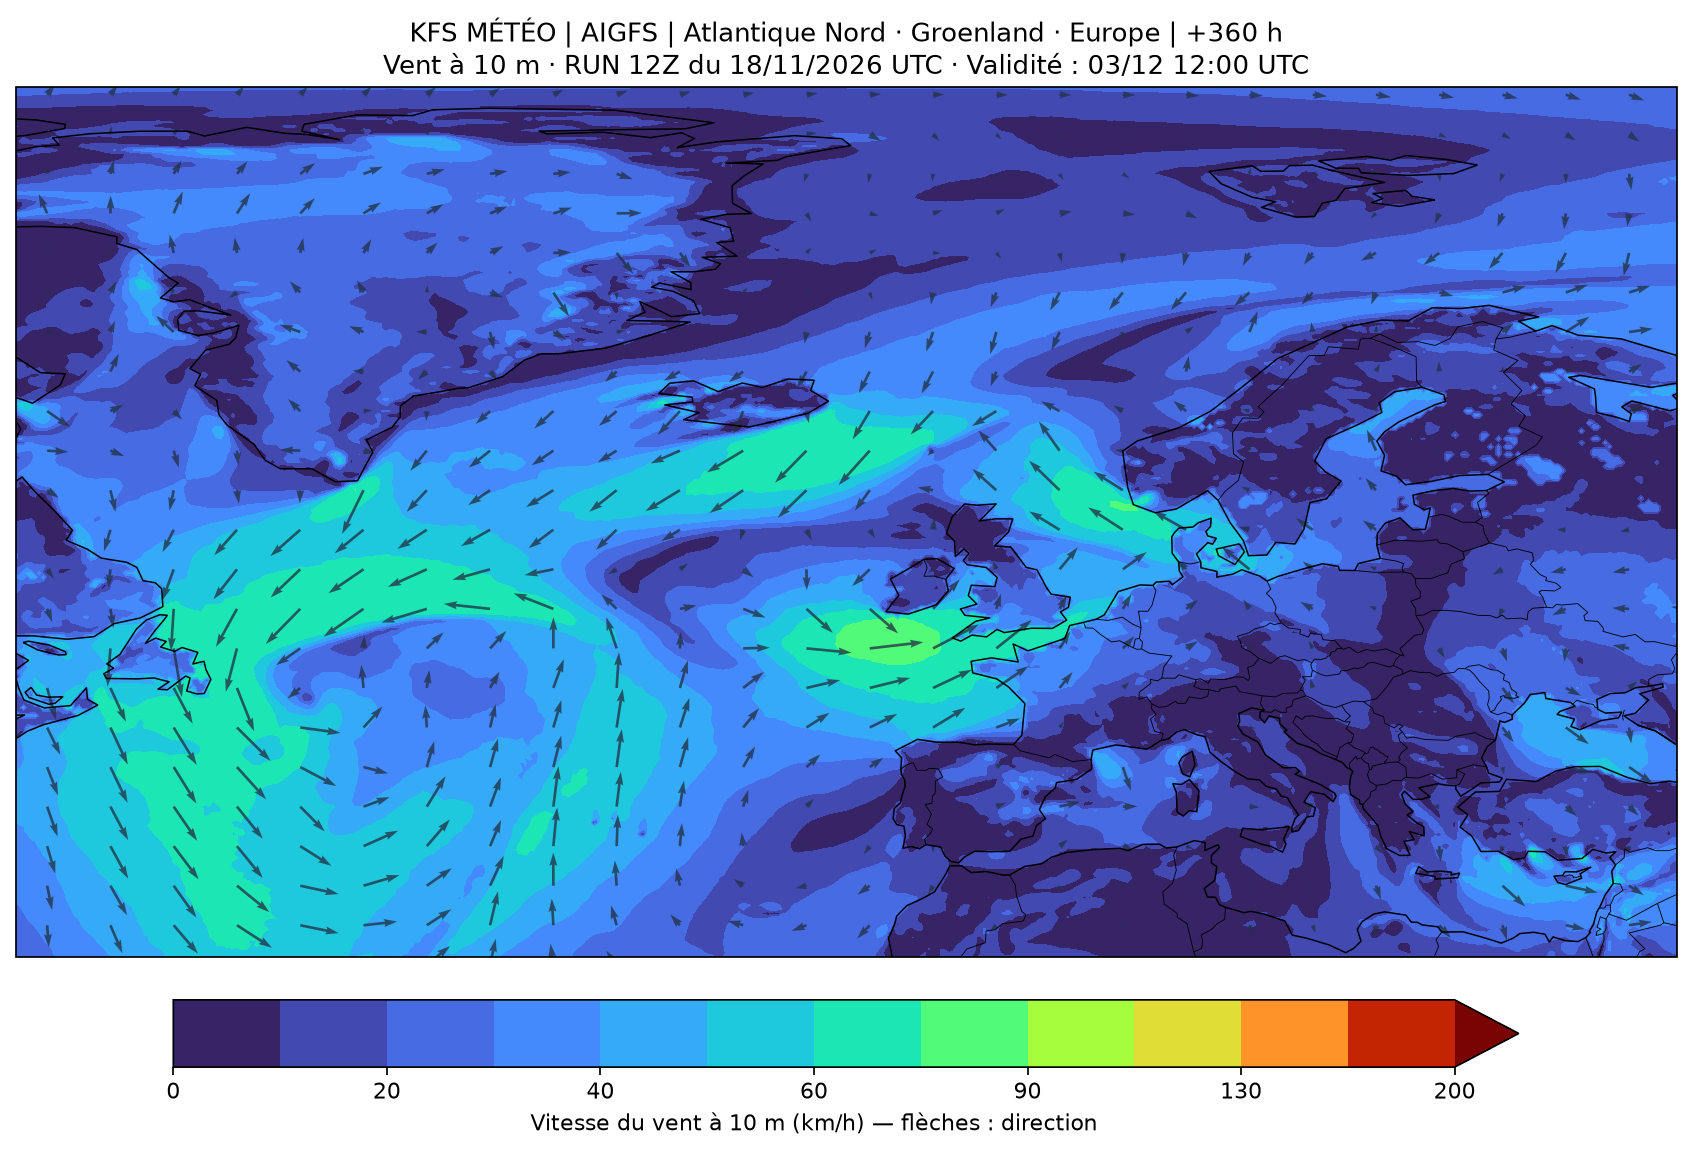 KFS MÉTÉO | AIGFS | Atlantique Nord · Groenland · Europe | +360 h
Vent à 10 m · RUN 12Z du 18/11/2026 UTC · Validité : 03/12 12:00 UTC
0 20 40 60 90 130 200
Vitesse du vent à 10 m (km/h) — flèches : direction